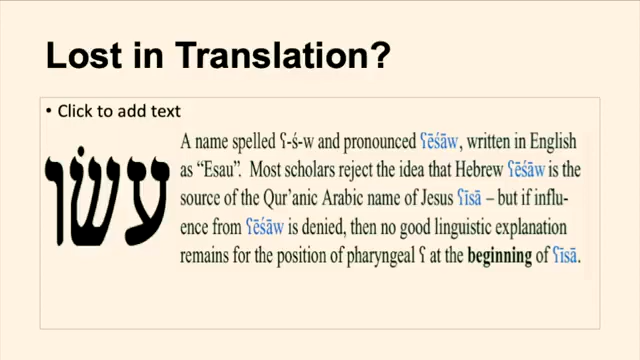 Lost in Translation?
• Click to add text
עשׂו
A name spelled ʕ-ś-w and pronounced ʕēśāw, written in English
as “Esau”. Most scholars reject the idea that Hebrew ʕēśāw is the
source of the Qur’anic Arabic name of Jesus ʕīsā – but if influ-
ence from ʕēśāw is denied, then no good linguistic explanation
remains for the position of pharyngeal ʕ at the beginning of ʕīsā.